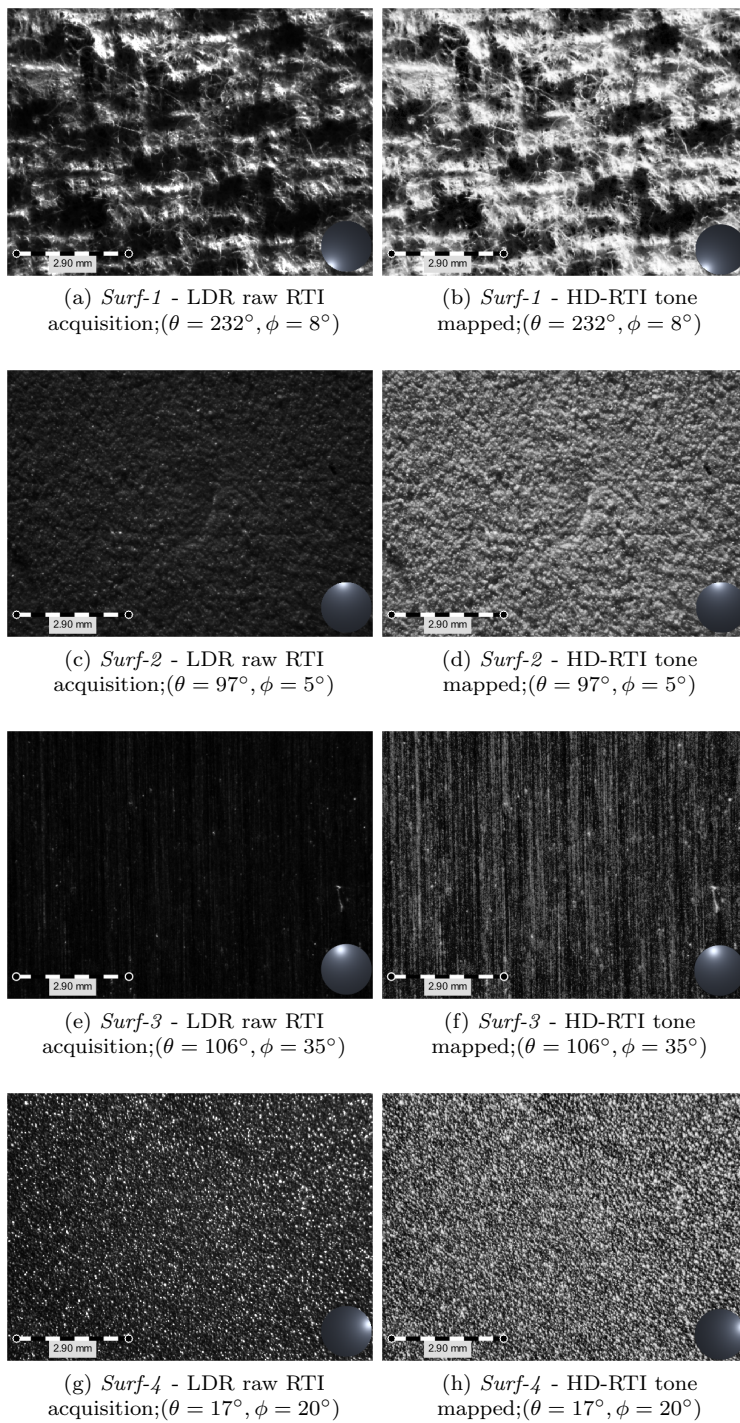 2.90 mm
2.90 mm
(a) Surf-1 - LDR raw RTI
acquisition;(θ = 232°, ϕ = 8°)
(b) Surf-1 - HD-RTI tone
mapped;(θ = 232°, ϕ = 8°)
2.90 mm
2.90 mm
(c) Surf-2 - LDR raw RTI
acquisition;(θ = 97°, ϕ = 5°)
(d) Surf-2 - HD-RTI tone
mapped;(θ = 97°, ϕ = 5°)
2.90 mm
2.90 mm
(e) Surf-3 - LDR raw RTI
acquisition;(θ = 106°, ϕ = 35°)
(f) Surf-3 - HD-RTI tone
mapped;(θ = 106°, ϕ = 35°)
2.90 mm
2.90 mm
(g) Surf-4 - LDR raw RTI
acquisition;(θ = 17°, ϕ = 20°)
(h) Surf-4 - HD-RTI tone
mapped;(θ = 17°, ϕ = 20°)